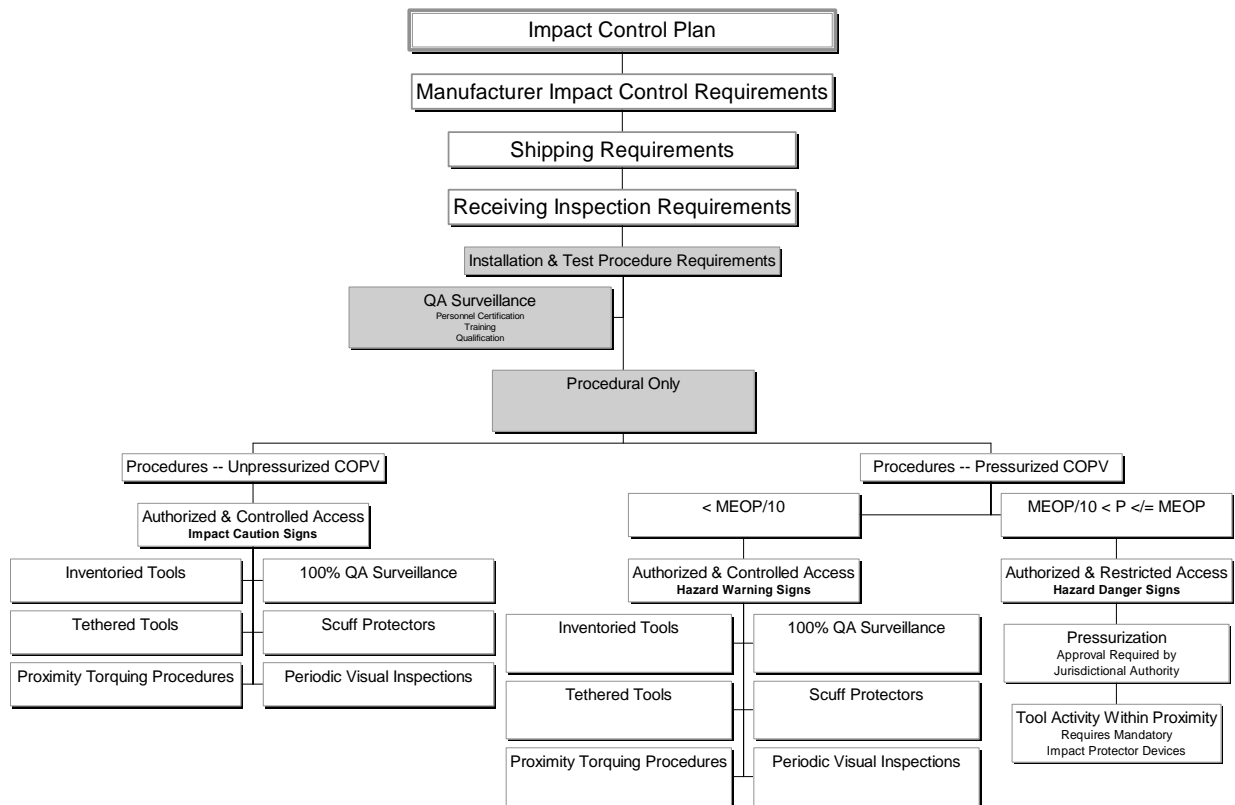 Impact Control Plan
Manufacturer Impact Control Requirements
Shipping Requirements
Receiving Inspection Requirements
Installation & Test Procedure Requirements
QA Surveillance
Personnel Certification
Training
Qualification
Procedural Only
Procedures -- Unpressurized COPV
Authorized & Controlled Access
Impact Caution Signs
Inventoried Tools
100% QA Surveillance
Tethered Tools
Scuff Protectors
Proximity Torquing Procedures
Periodic Visual Inspections
Procedures -- Pressurized COPV
< MEOP/10
Authorized & Controlled Access
Hazard Warning Signs
Inventoried Tools
100% QA Surveillance
Tethered Tools
Scuff Protectors
Proximity Torquing Procedures
Periodic Visual Inspections
MEOP/10 < P </= MEOP
Authorized & Restricted Access
Hazard Danger Signs
Pressurization
Approval Required by
Jurisdictional Authority
Tool Activity Within Proximity
Requires Mandatory
Impact Protector Devices